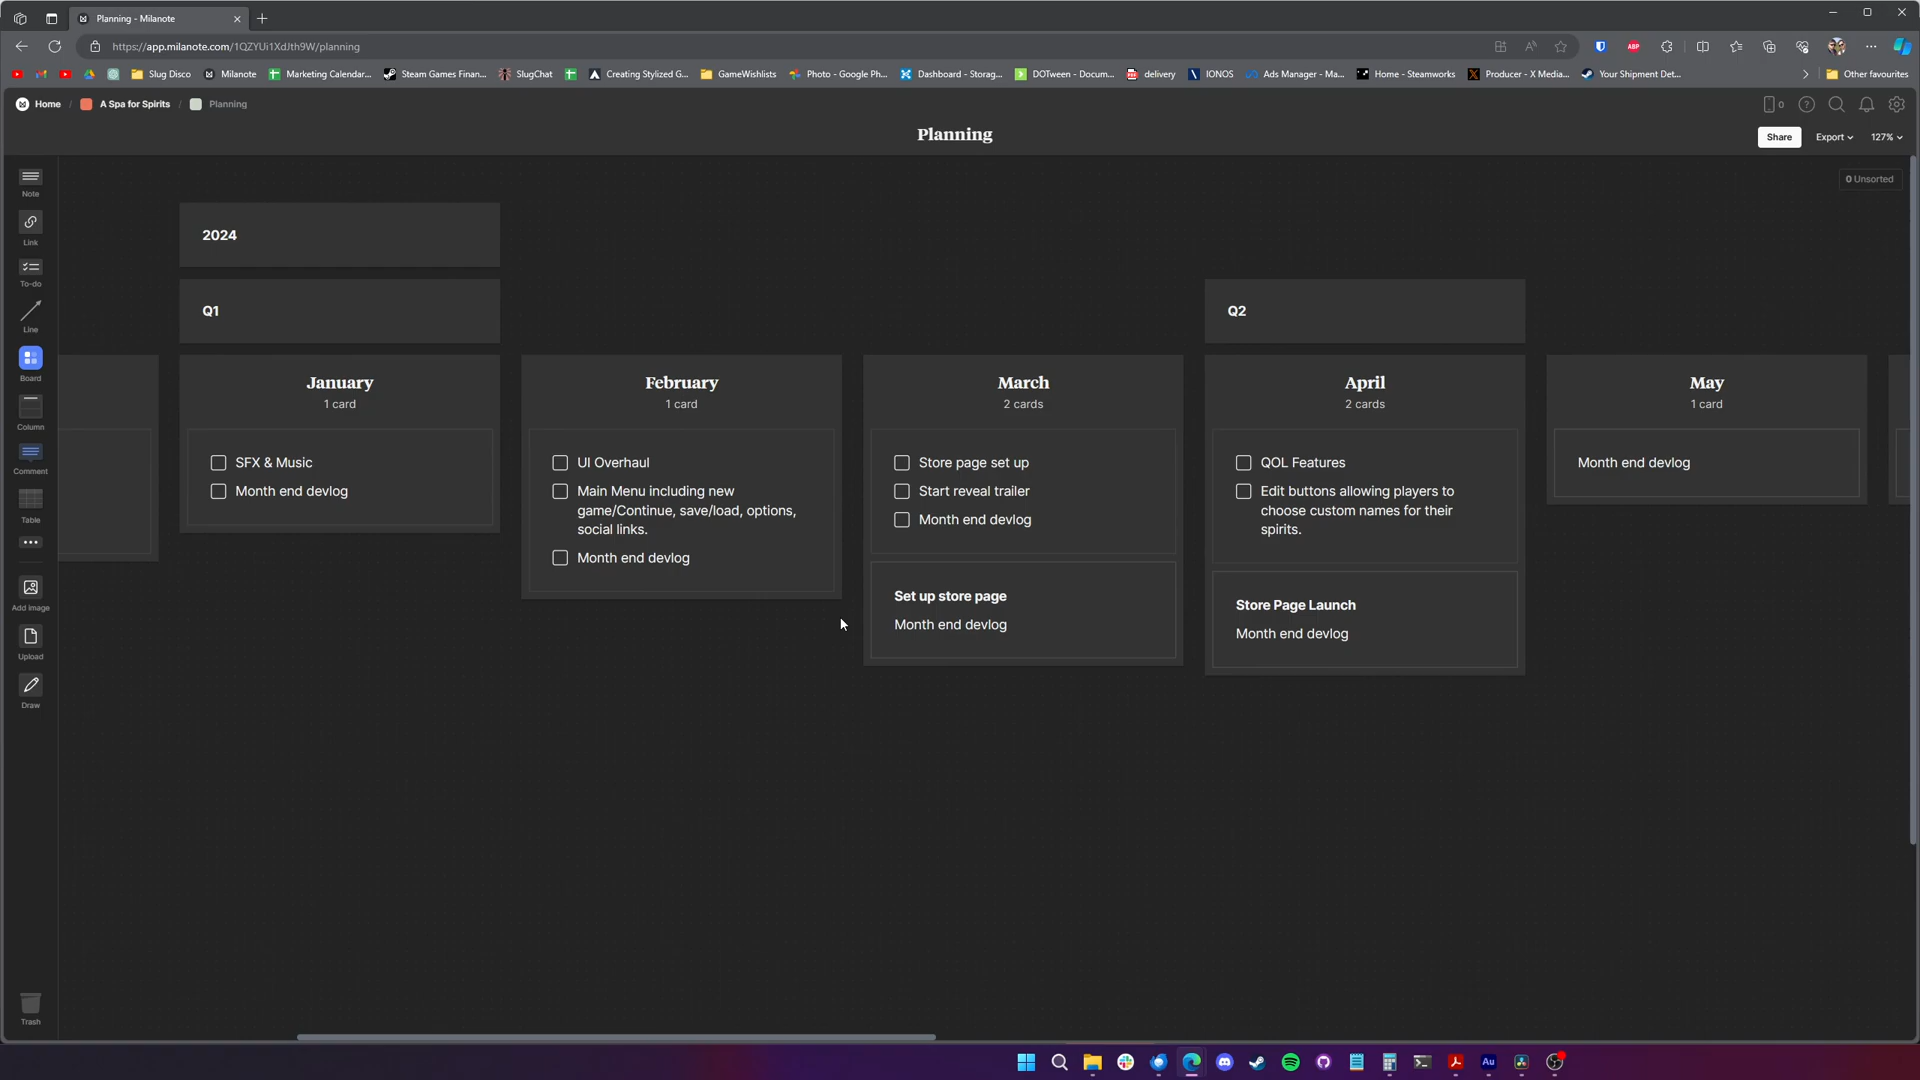 Planning - Milanote
https://app.milanote.com/1QZYUi1XdJth9W/planning
Slug Disco
Milanote
Marketing Calendar...
Steam Games Finan...
SlugChat
Creating Stylized G...
GameWishlists
Photo - Google Ph...
Dashboard - Storag...
DOTween - Docum...
delivery
IONOS
Ads Manager - Ma...
Home - Steamworks
Producer - X Media...
Your Shipment Det...
Other favourites
Home / A Spa for Spirits / Planning
0
Planning
Share
Export
127%
0 Unsorted
Note
Link
To-do
Line
Board
Column
Comment
Table
Add image
Upload
Draw
Trash
2024
Q1
Q2
January
1 card
SFX & Music
Month end devlog
February
1 card
UI Overhaul
Main Menu including new
game/Continue, save/load, options,
social links.
Month end devlog
March
2 cards
Store page set up
Start reveal trailer
Month end devlog
Set up store page
Month end devlog
April
2 cards
QOL Features
Edit buttons allowing players to
choose custom names for their
spirits.
Store Page Launch
Month end devlog
May
1 card
Month end devlog
ABP
Au